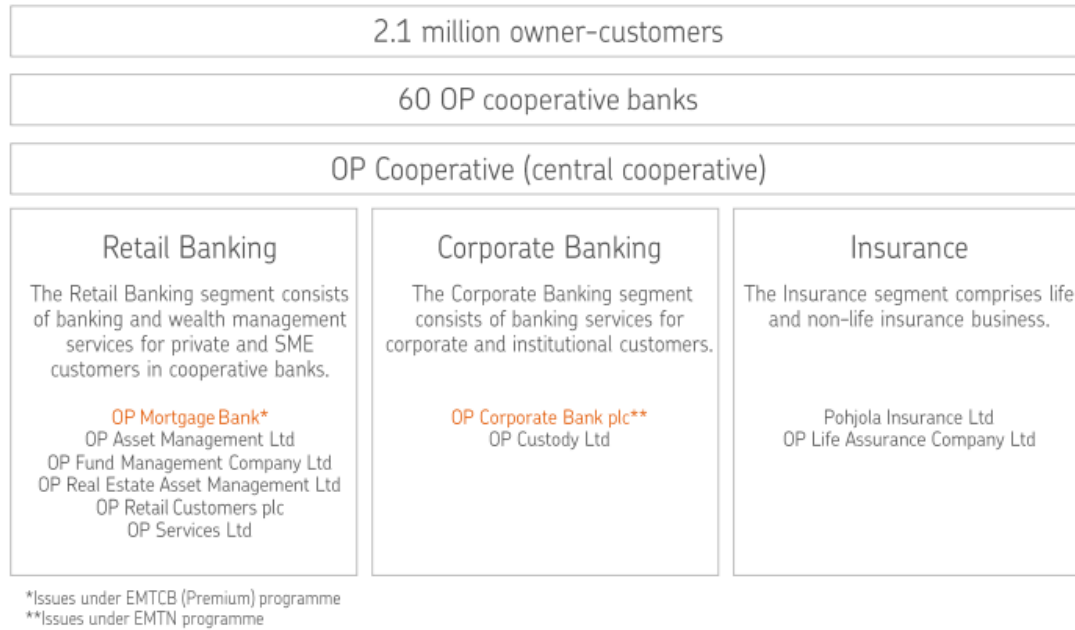 2.1 million owner-customers
60 OP cooperative banks
OP Cooperative (central cooperative)
Retail Banking
The Retail Banking segment consists
of banking and wealth management
services for private and SME
customers in cooperative banks.
OP Mortgage Bank*
OP Asset Management Ltd
OP Fund Management Company Ltd
OP Real Estate Asset Management Ltd
OP Retail Customers plc
OP Services Ltd
Corporate Banking
The Corporate Banking segment
consists of banking services for
corporate and institutional customers.
OP Corporate Bank plc**
OP Custody Ltd
Insurance
The Insurance segment comprises life
and non-life insurance business.
Pohjola Insurance Ltd
OP Life Assurance Company Ltd
*Issues under EMTCB (Premium) programme
**Issues under EMTN programme